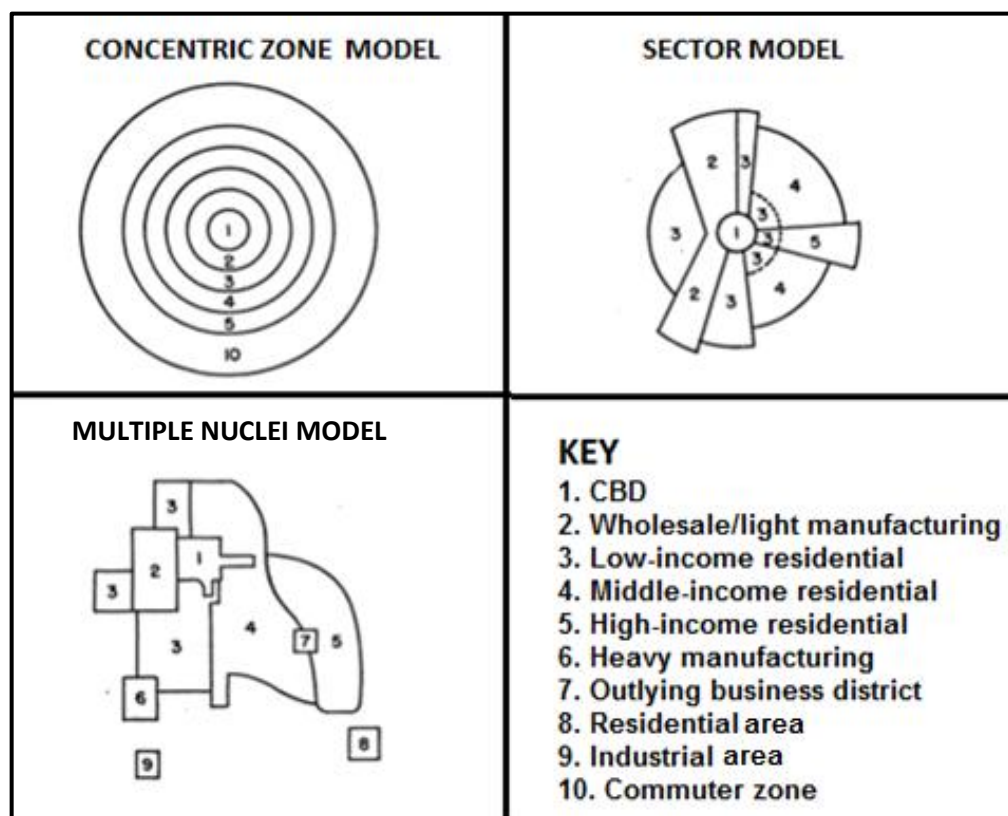 CONCENTRIC ZONE MODEL
1
2
3
4
5
10
SECTOR MODEL
2
3
4
3
3
1
3
5
3
2
3
4
MULTIPLE NUCLEI MODEL
3
1
2
3
4
7
5
3
6
8
9
KEY
1. CBD
2. Wholesale/light manufacturing
3. Low-income residential
4. Middle-income residential
5. High-income residential
6. Heavy manufacturing
7. Outlying business district
8. Residential area
9. Industrial area
10. Commuter zone